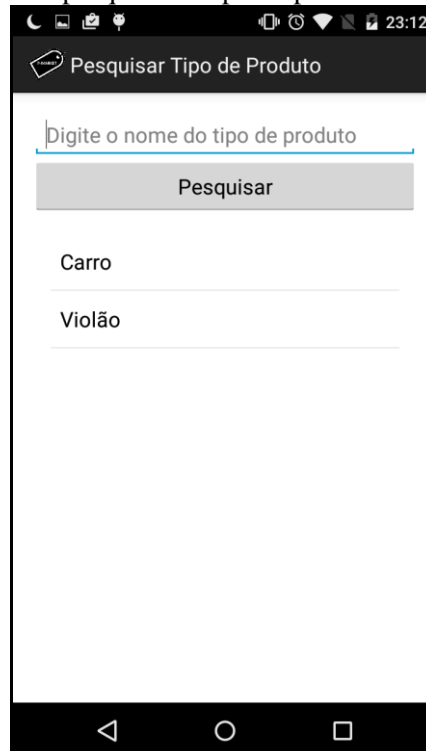 23:12
Pesquisar Tipo de Produto
Digite o nome do tipo de produto
Pesquisar
Carro
Violão